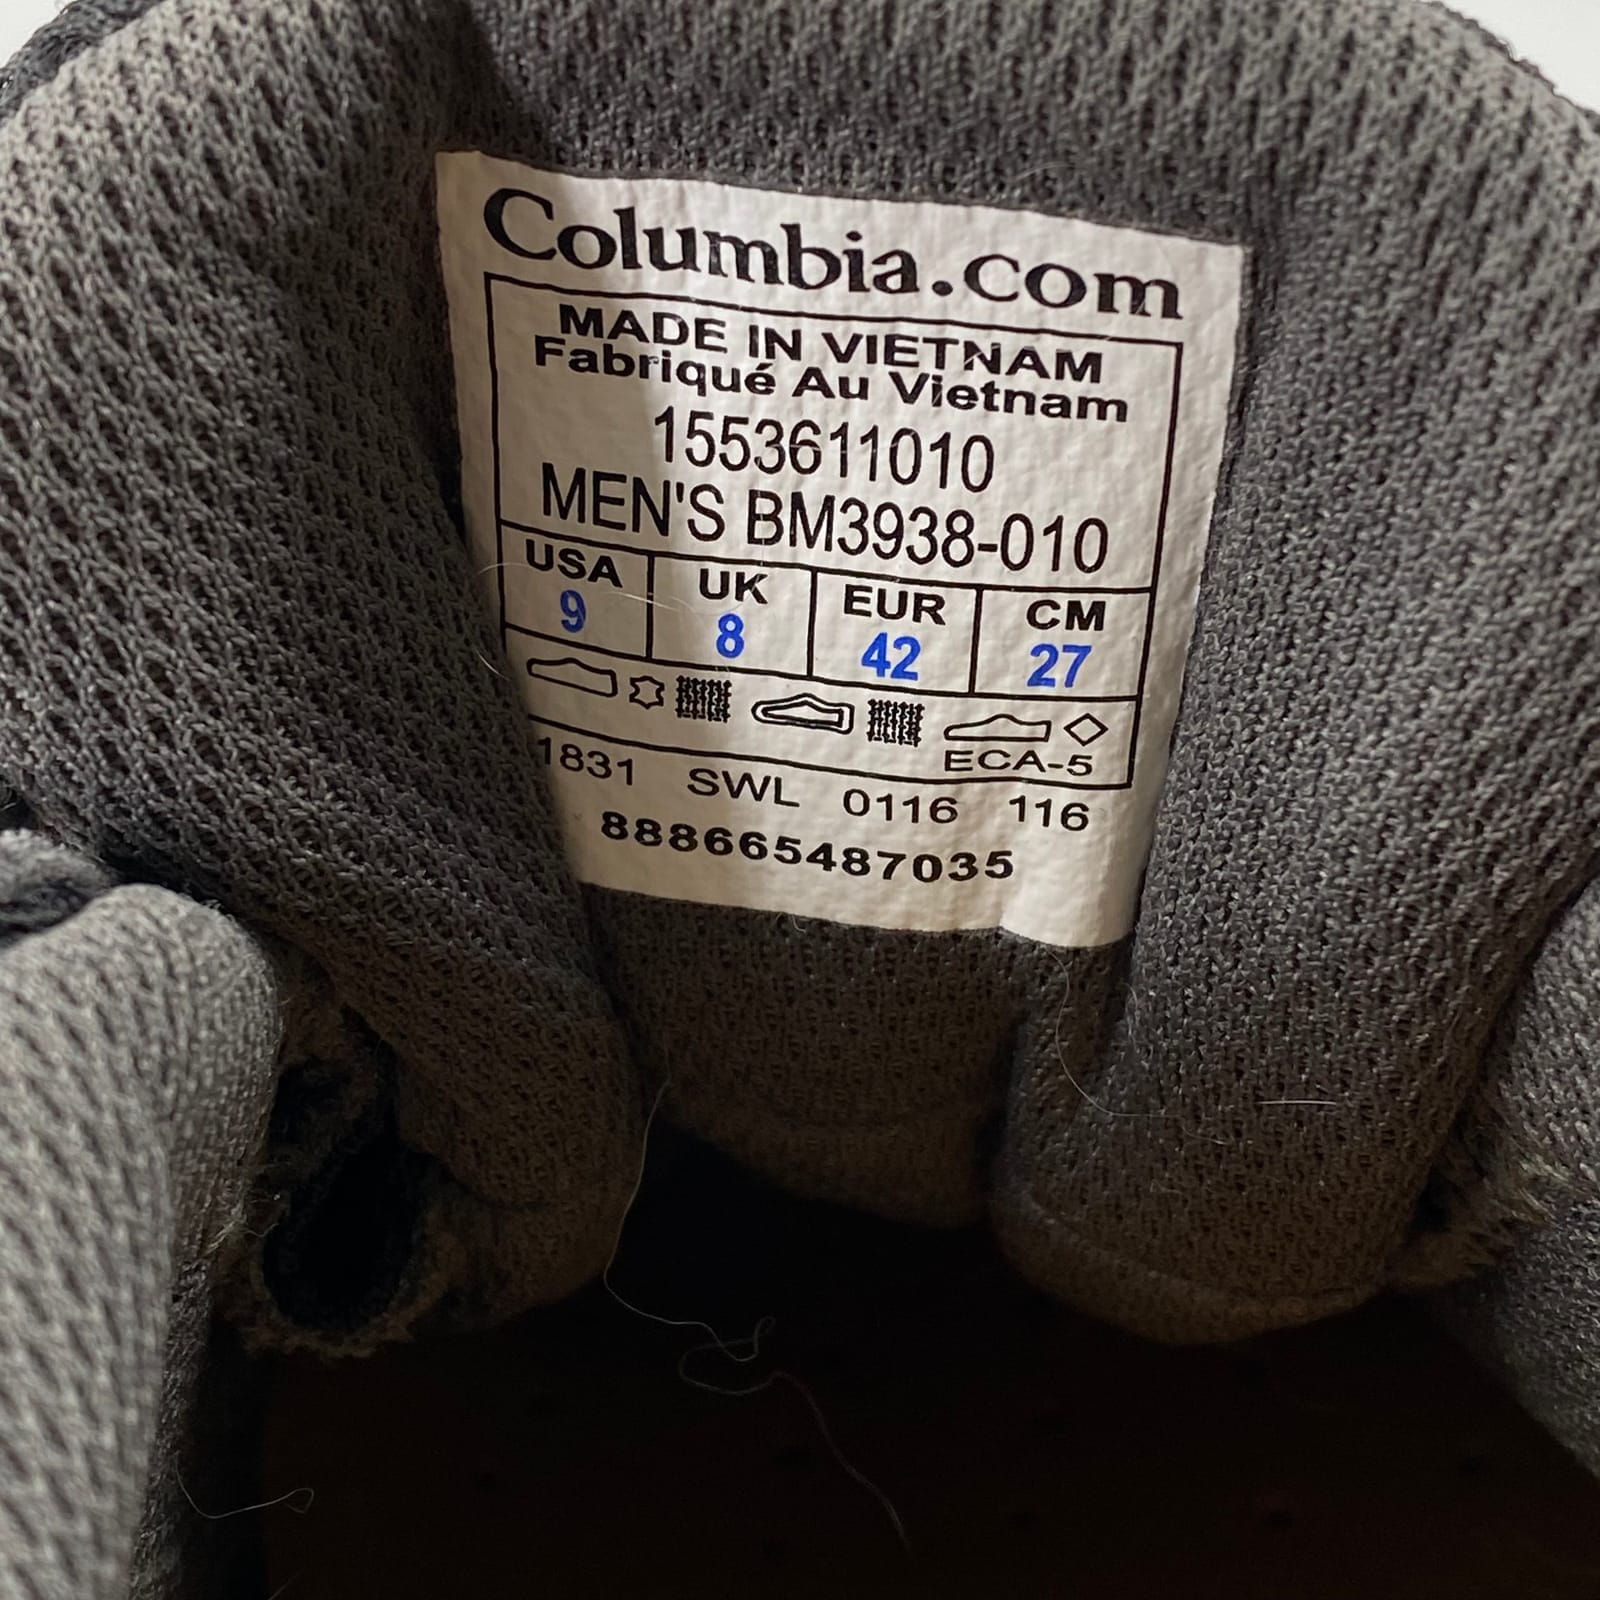 Columbia.com
MADE IN VIETNAM
Fabriqué Au Vietnam
1553611010
MEN'S BM3938-010
USA UK EUR CM
9 8 42 27
ECA-5
1831 SWL 0116 116
888665487035